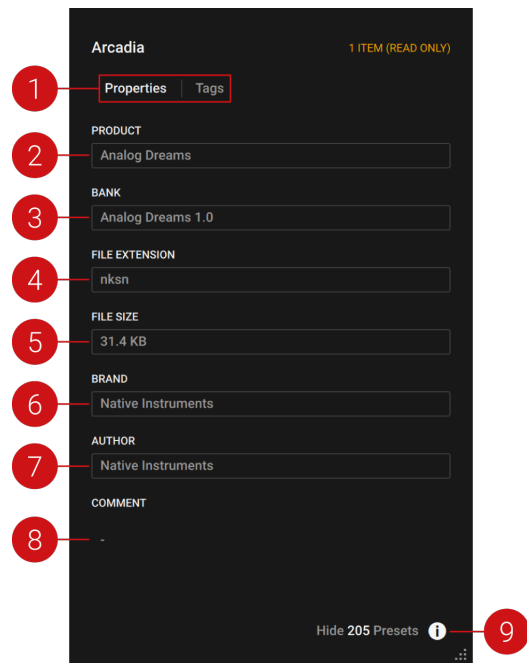 Arcadia 1 ITEM (READ ONLY)
1 Properties Tags
PRODUCT
2 Analog Dreams
BANK
3 Analog Dreams 1.0
FILE EXTENSION
4 nksn
FILE SIZE
5 31.4 KB
BRAND
6 Native Instruments
AUTHOR
7 Native Instruments
COMMENT
8 -
Hide 205 Presets i 9